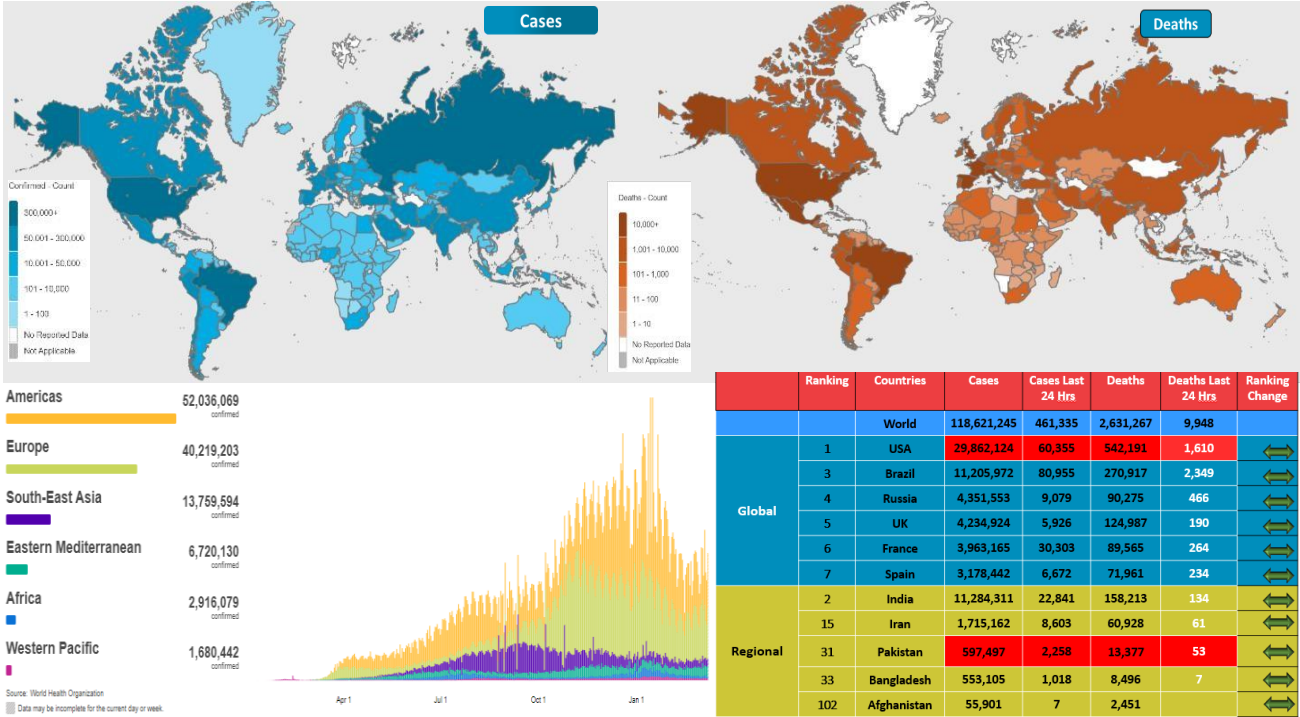 Cases
Deaths
Confirmed - Count
300,000+
50.001 - 300,000
10.001 - 50,000
101 - 10,000
1 - 100
No Reported Data
Not Applicable
Deaths - Count
10,000+
1.001 - 10,000
101 - 1,000
11 - 100
1 - 10
No Reported Data
Not Applicable
Americas 52,036,069
confirmed
Europe 40,219,203
confirmed
South-East Asia 13,759,594
confirmed
Eastern Mediterranean 6,720,130
confirmed
Africa 2,916,079
confirmed
Western Pacific 1,680,442
confirmed
Source: World Health Organization
Data may be incomplete for the current day or week.
Apr 1 Jul 1 Oct 1 Jan 1
Ranking Countries Cases Cases Last 24 Hrs Deaths Deaths Last 24 Hrs Ranking Change
World 118,621,245 461,335 2,631,267 9,948
Global
1 USA 29,862,124 60,355 542,191 1,610
3 Brazil 11,205,972 80,955 270,917 2,349
4 Russia 4,351,553 9,079 90,275 466
5 UK 4,234,924 5,926 124,987 190
6 France 3,963,165 30,303 89,565 264
7 Spain 3,178,442 6,672 71,961 234
Regional
2 India 11,284,311 22,841 158,213 134
15 Iran 1,715,162 8,603 60,928 61
31 Pakistan 597,497 2,258 13,377 53
33 Bangladesh 553,105 1,018 8,496 7
102 Afghanistan 55,901 7 2,451